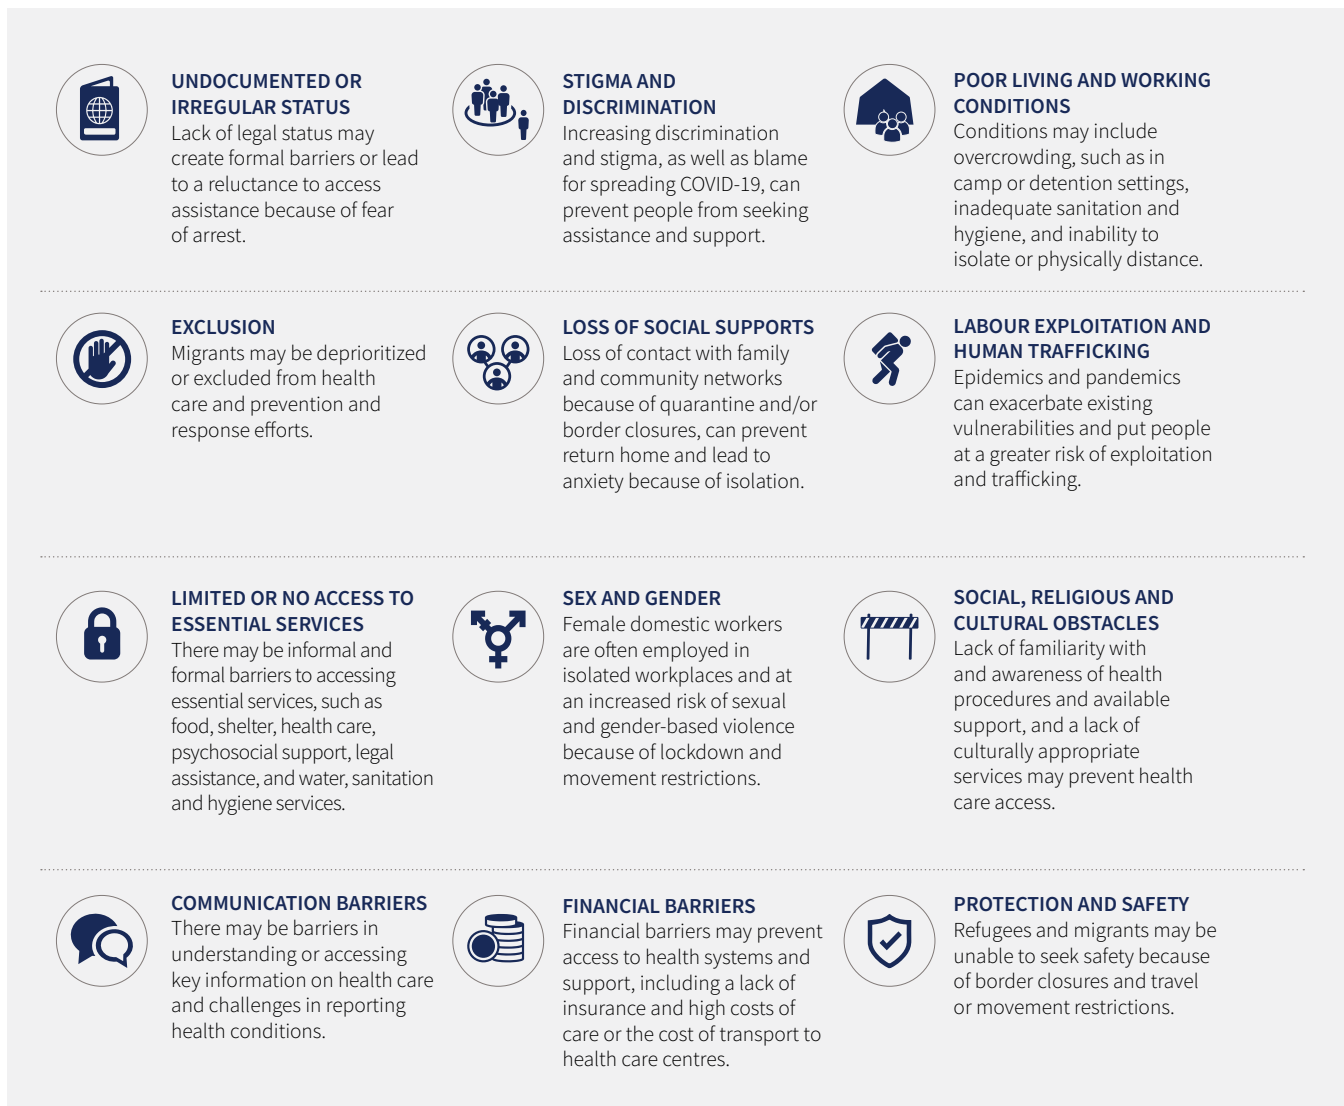 UNDOCUMENTED OR
IRREGULAR STATUS
Lack of legal status may
create formal barriers or lead
to a reluctance to access
assistance because of fear
of arrest.
STIGMA AND
DISCRIMINATION
Increasing discrimination
and stigma, as well as blame
for spreading COVID-19, can
prevent people from seeking
assistance and support.
POOR LIVING AND WORKING
CONDITIONS
Conditions may include
overcrowding, such as in
camp or detention settings,
inadequate sanitation and
hygiene, and inability to
isolate or physically distance.
EXCLUSION
Migrants may be deprioritized
or excluded from health
care and prevention and
response efforts.
LOSS OF SOCIAL SUPPORTS
Loss of contact with family
and community networks
because of quarantine and/or
border closures, can prevent
return home and lead to
anxiety because of isolation.
LABOUR EXPLOITATION AND
HUMAN TRAFFICKING
Epidemics and pandemics
can exacerbate existing
vulnerabilities and put people
at a greater risk of exploitation
and trafficking.
LIMITED OR NO ACCESS TO
ESSENTIAL SERVICES
There may be informal and
formal barriers to accessing
essential services, such as
food, shelter, health care,
psychosocial support, legal
assistance, and water, sanitation
and hygiene services.
SEX AND GENDER
Female domestic workers
are often employed in
isolated workplaces and at
an increased risk of sexual
and gender-based violence
because of lockdown and
movement restrictions.
SOCIAL, RELIGIOUS AND
CULTURAL OBSTACLES
Lack of familiarity with
and awareness of health
procedures and available
support, and a lack of
culturally appropriate
services may prevent health
care access.
COMMUNICATION BARRIERS
There may be barriers in
understanding or accessing
key information on health care
and challenges in reporting
health conditions.
FINANCIAL BARRIERS
Financial barriers may prevent
access to health systems and
support, including a lack of
insurance and high costs of
care or the cost of transport to
health care centres.
PROTECTION AND SAFETY
Refugees and migrants may be
unable to seek safety because
of border closures and travel
or movement restrictions.